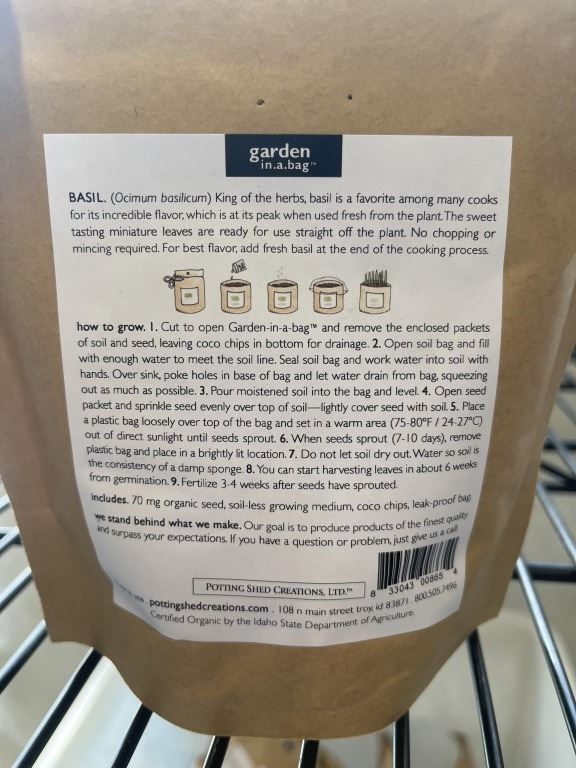 garden
in.a.bag™
BASIL. (Ocimum basilicum) King of the herbs, basil is a favorite among many cooks
for its incredible flavor, which is at its peak when used fresh from the plant. The sweet
tasting miniature leaves are ready for use straight off the plant. No chopping or
mincing required. For best flavor, add fresh basil at the end of the cooking process.
how to grow. 1. Cut to open Garden-in-a-bag™ and remove the enclosed packets
of soil and seed, leaving coco chips in bottom for drainage. 2. Open soil bag and fill
with enough water to meet the soil line. Seal soil bag and work water into soil with
hands. Over sink, poke holes in base of bag and let water drain from bag, squeezing
out as much as possible. 3. Pour moistened soil into the bag and level. 4. Open seed
packet and sprinkle seed evenly over top of soil—lightly cover seed with soil. 5. Place
a plastic bag loosely over top of the bag and set in a warm area (75-80°F / 24-27°C)
out of direct sunlight until seeds sprout. 6. When seeds sprout (7-10 days), remove
plastic bag and place in a brightly lit location. 7. Do not let soil dry out. Water so soil is
the consistency of a damp sponge. 8. You can start harvesting leaves in about 6 weeks
from germination. 9. Fertilize 3-4 weeks after seeds have sprouted.
includes. 70 mg organic seed, soil-less growing medium, coco chips, leak-proof bag.
we stand behind what we make. Our goal is to produce products of the finest quality
and surpass your expectations. If you have a question or problem, just give us a call.
POTTING SHED CREATIONS, LTD.™
8 33043 00865 4
usa pottingshedcreations.com . 108 n main street troy, id 83871 . 800.505.7496
Certified Organic by the Idaho State Department of Agriculture.